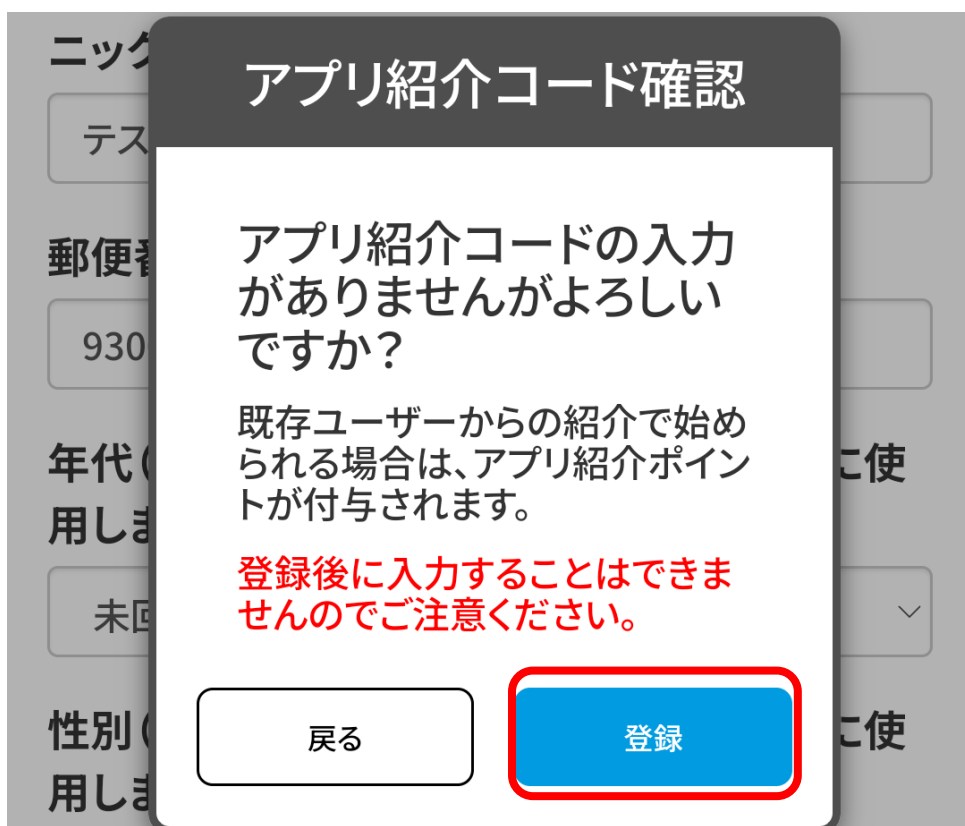 ニック
アプリ紹介コード確認
テス
アプリ紹介コードの入力
がありませんがよろしい
ですか？
郵便番
930
既存ユーザーからの紹介で始め
られる場合は、アプリ紹介ポイン
トが付与されます。
年代(
に使
用しま
登録後に入力することはできま
せんのでご注意ください。
未回
戻る
登録
性別(
に使
用しま